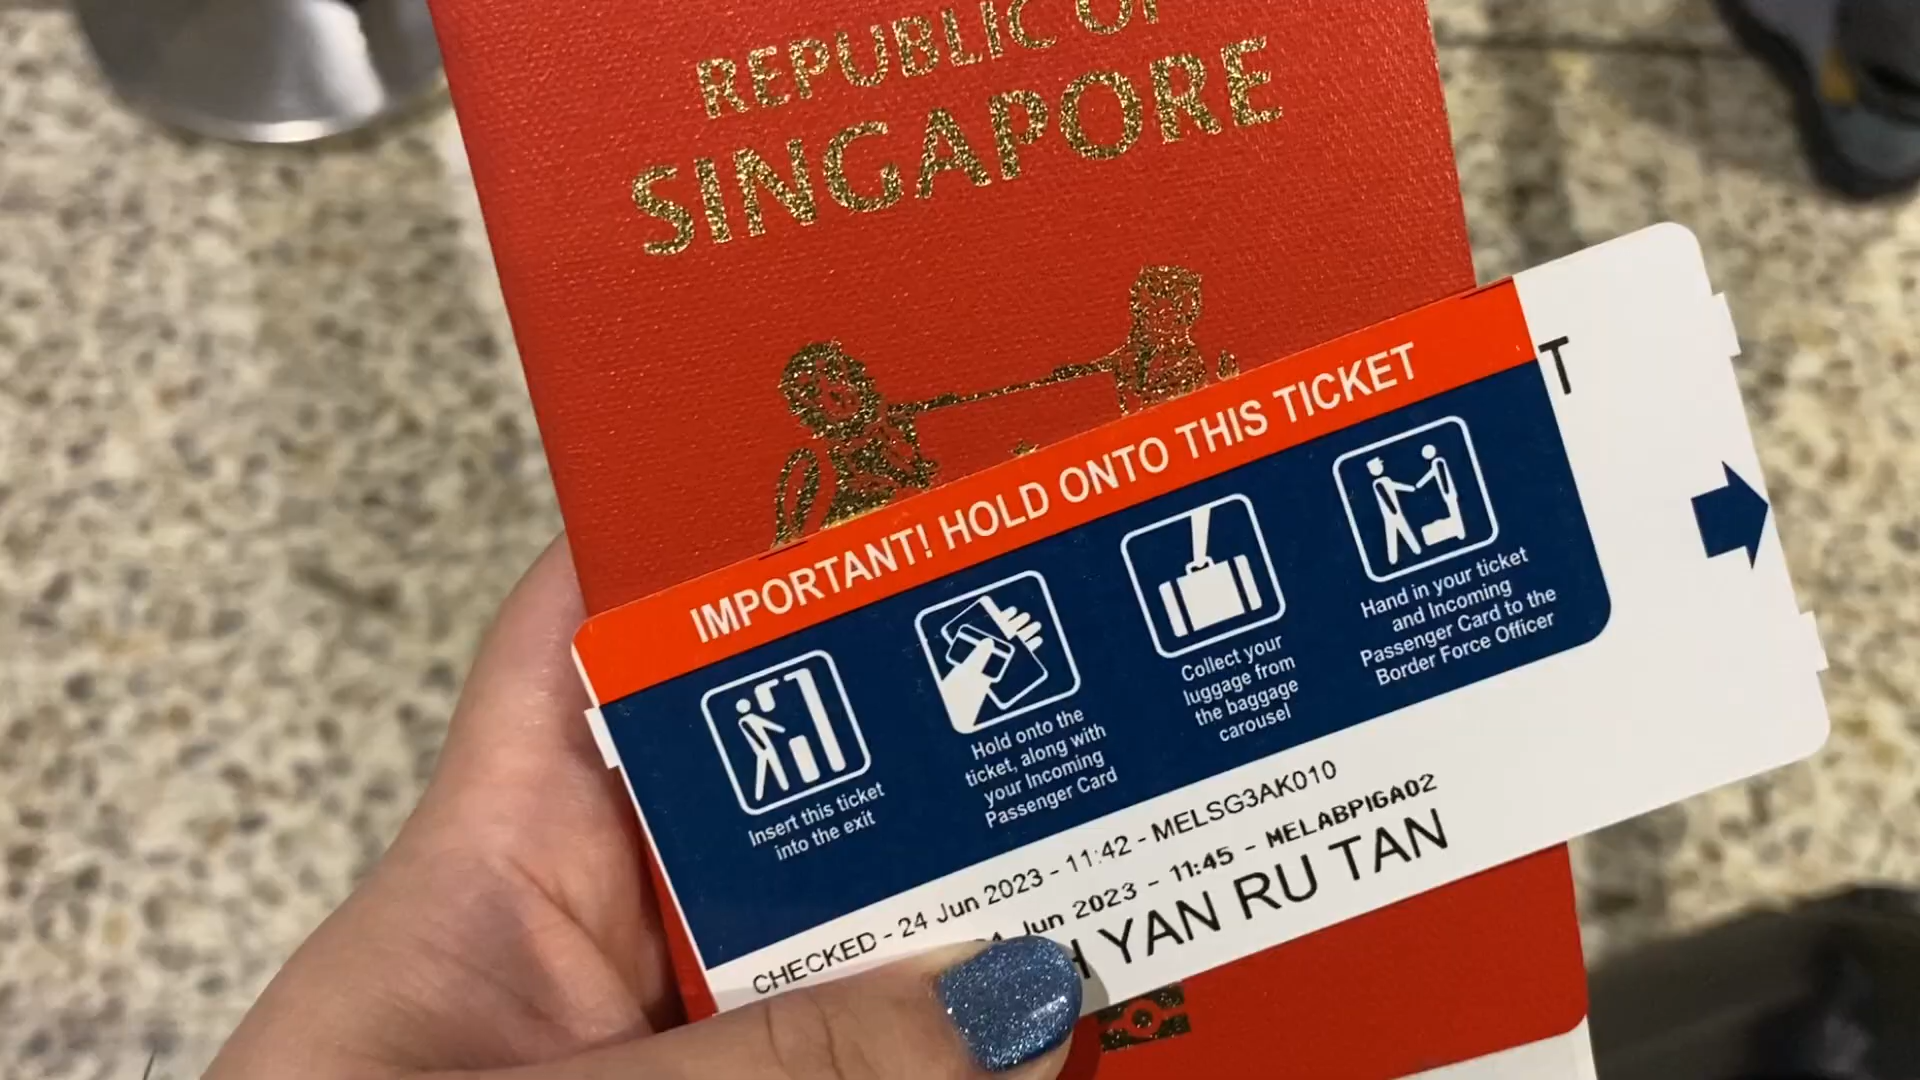 REPUBLIC OF
SINGAPORE
T
IMPORTANT! HOLD ONTO THIS TICKET
Insert this ticket
into the exit
Hold onto the
ticket, along with
your Incoming
Passenger Card
Collect your
luggage from
the baggage
carousel
Hand in your ticket
and Incoming
Passenger Card to the
Border Force Officer
CHECKED - 24 Jun 2023 - 11:42 - MELSG3AK010
Jun 2023 - 11:45 - MELABPIGA02
YAN RU TAN